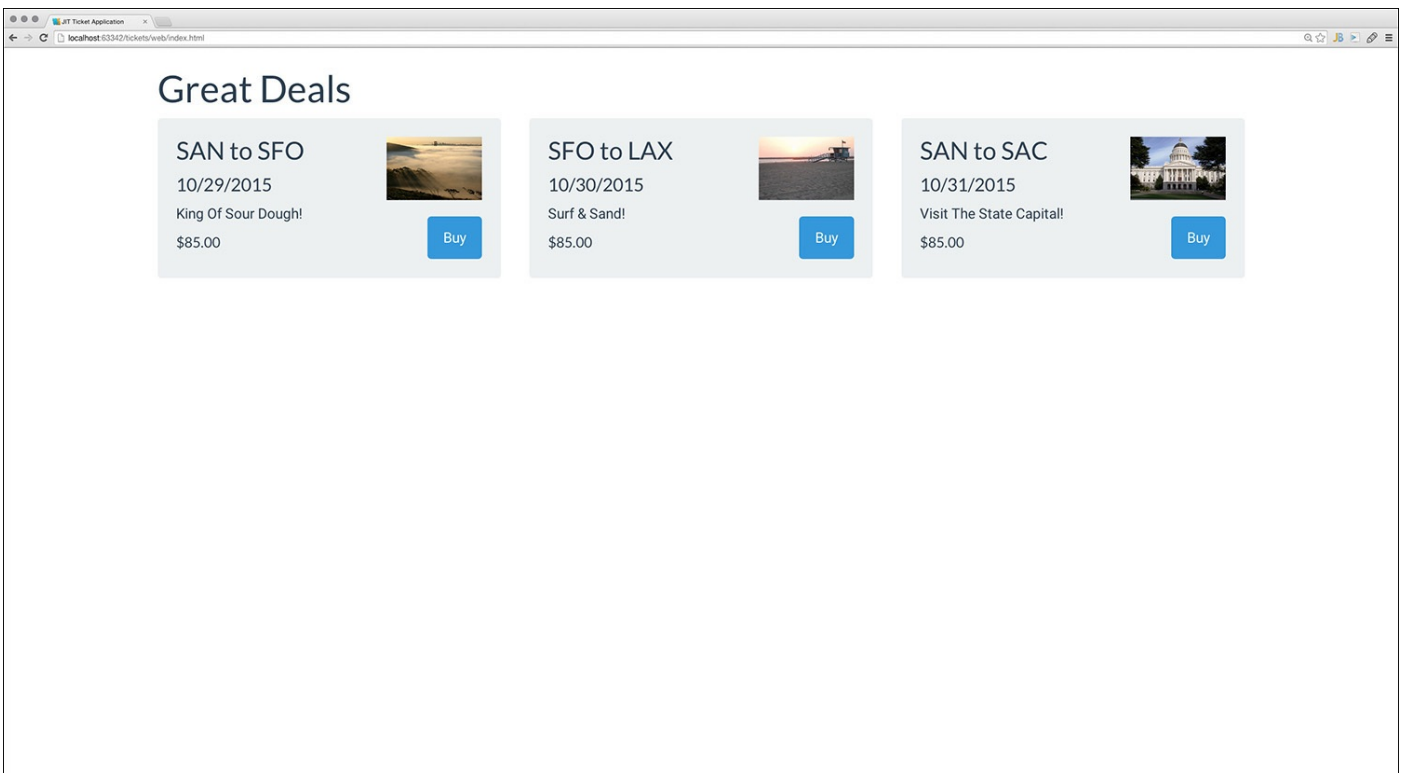 JIT Ticket Application
localhost:63342/tickets/web/index.html
Great Deals
SAN to SFO
10/29/2015
King Of Sour Dough!
$85.00
Buy
SFO to LAX
10/30/2015
Surf & Sand!
$85.00
Buy
SAN to SAC
10/31/2015
Visit The State Capital!
$85.00
Buy